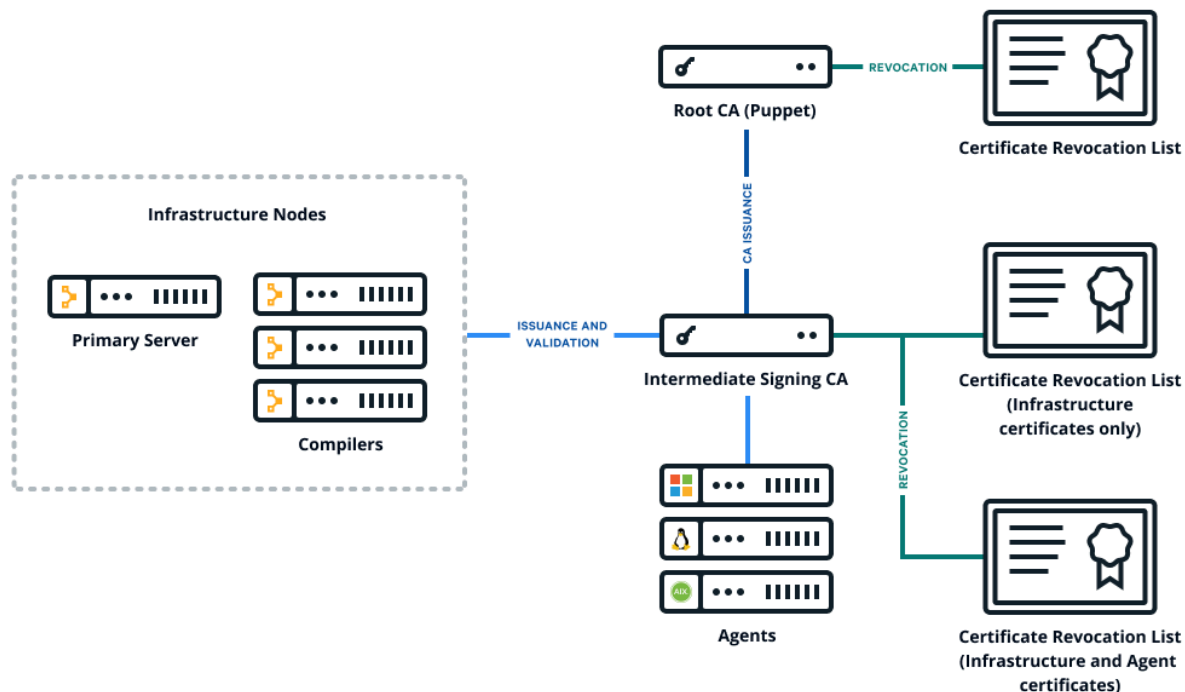 REVOCATION
Root CA (Puppet)
Certificate Revocation List
CA ISSUANCE
Infrastructure Nodes
Primary Server
Compilers
ISSUANCE AND
VALIDATION
Intermediate Signing CA
Certificate Revocation List
(Infrastructure
certificates only)
REVOCATION
AIX
Agents
Certificate Revocation List
(Infrastructure and Agent
certificates)